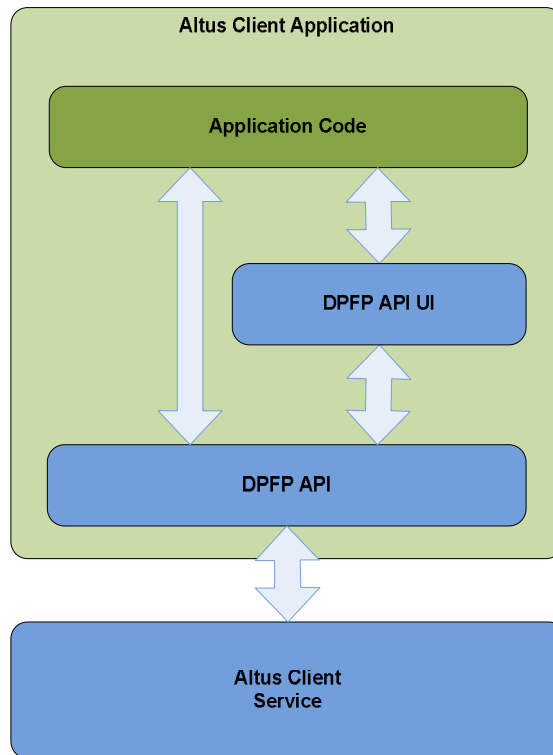 Altus Client Application
Application Code
DPFP API UI
DPFP API
Altus Client
Service